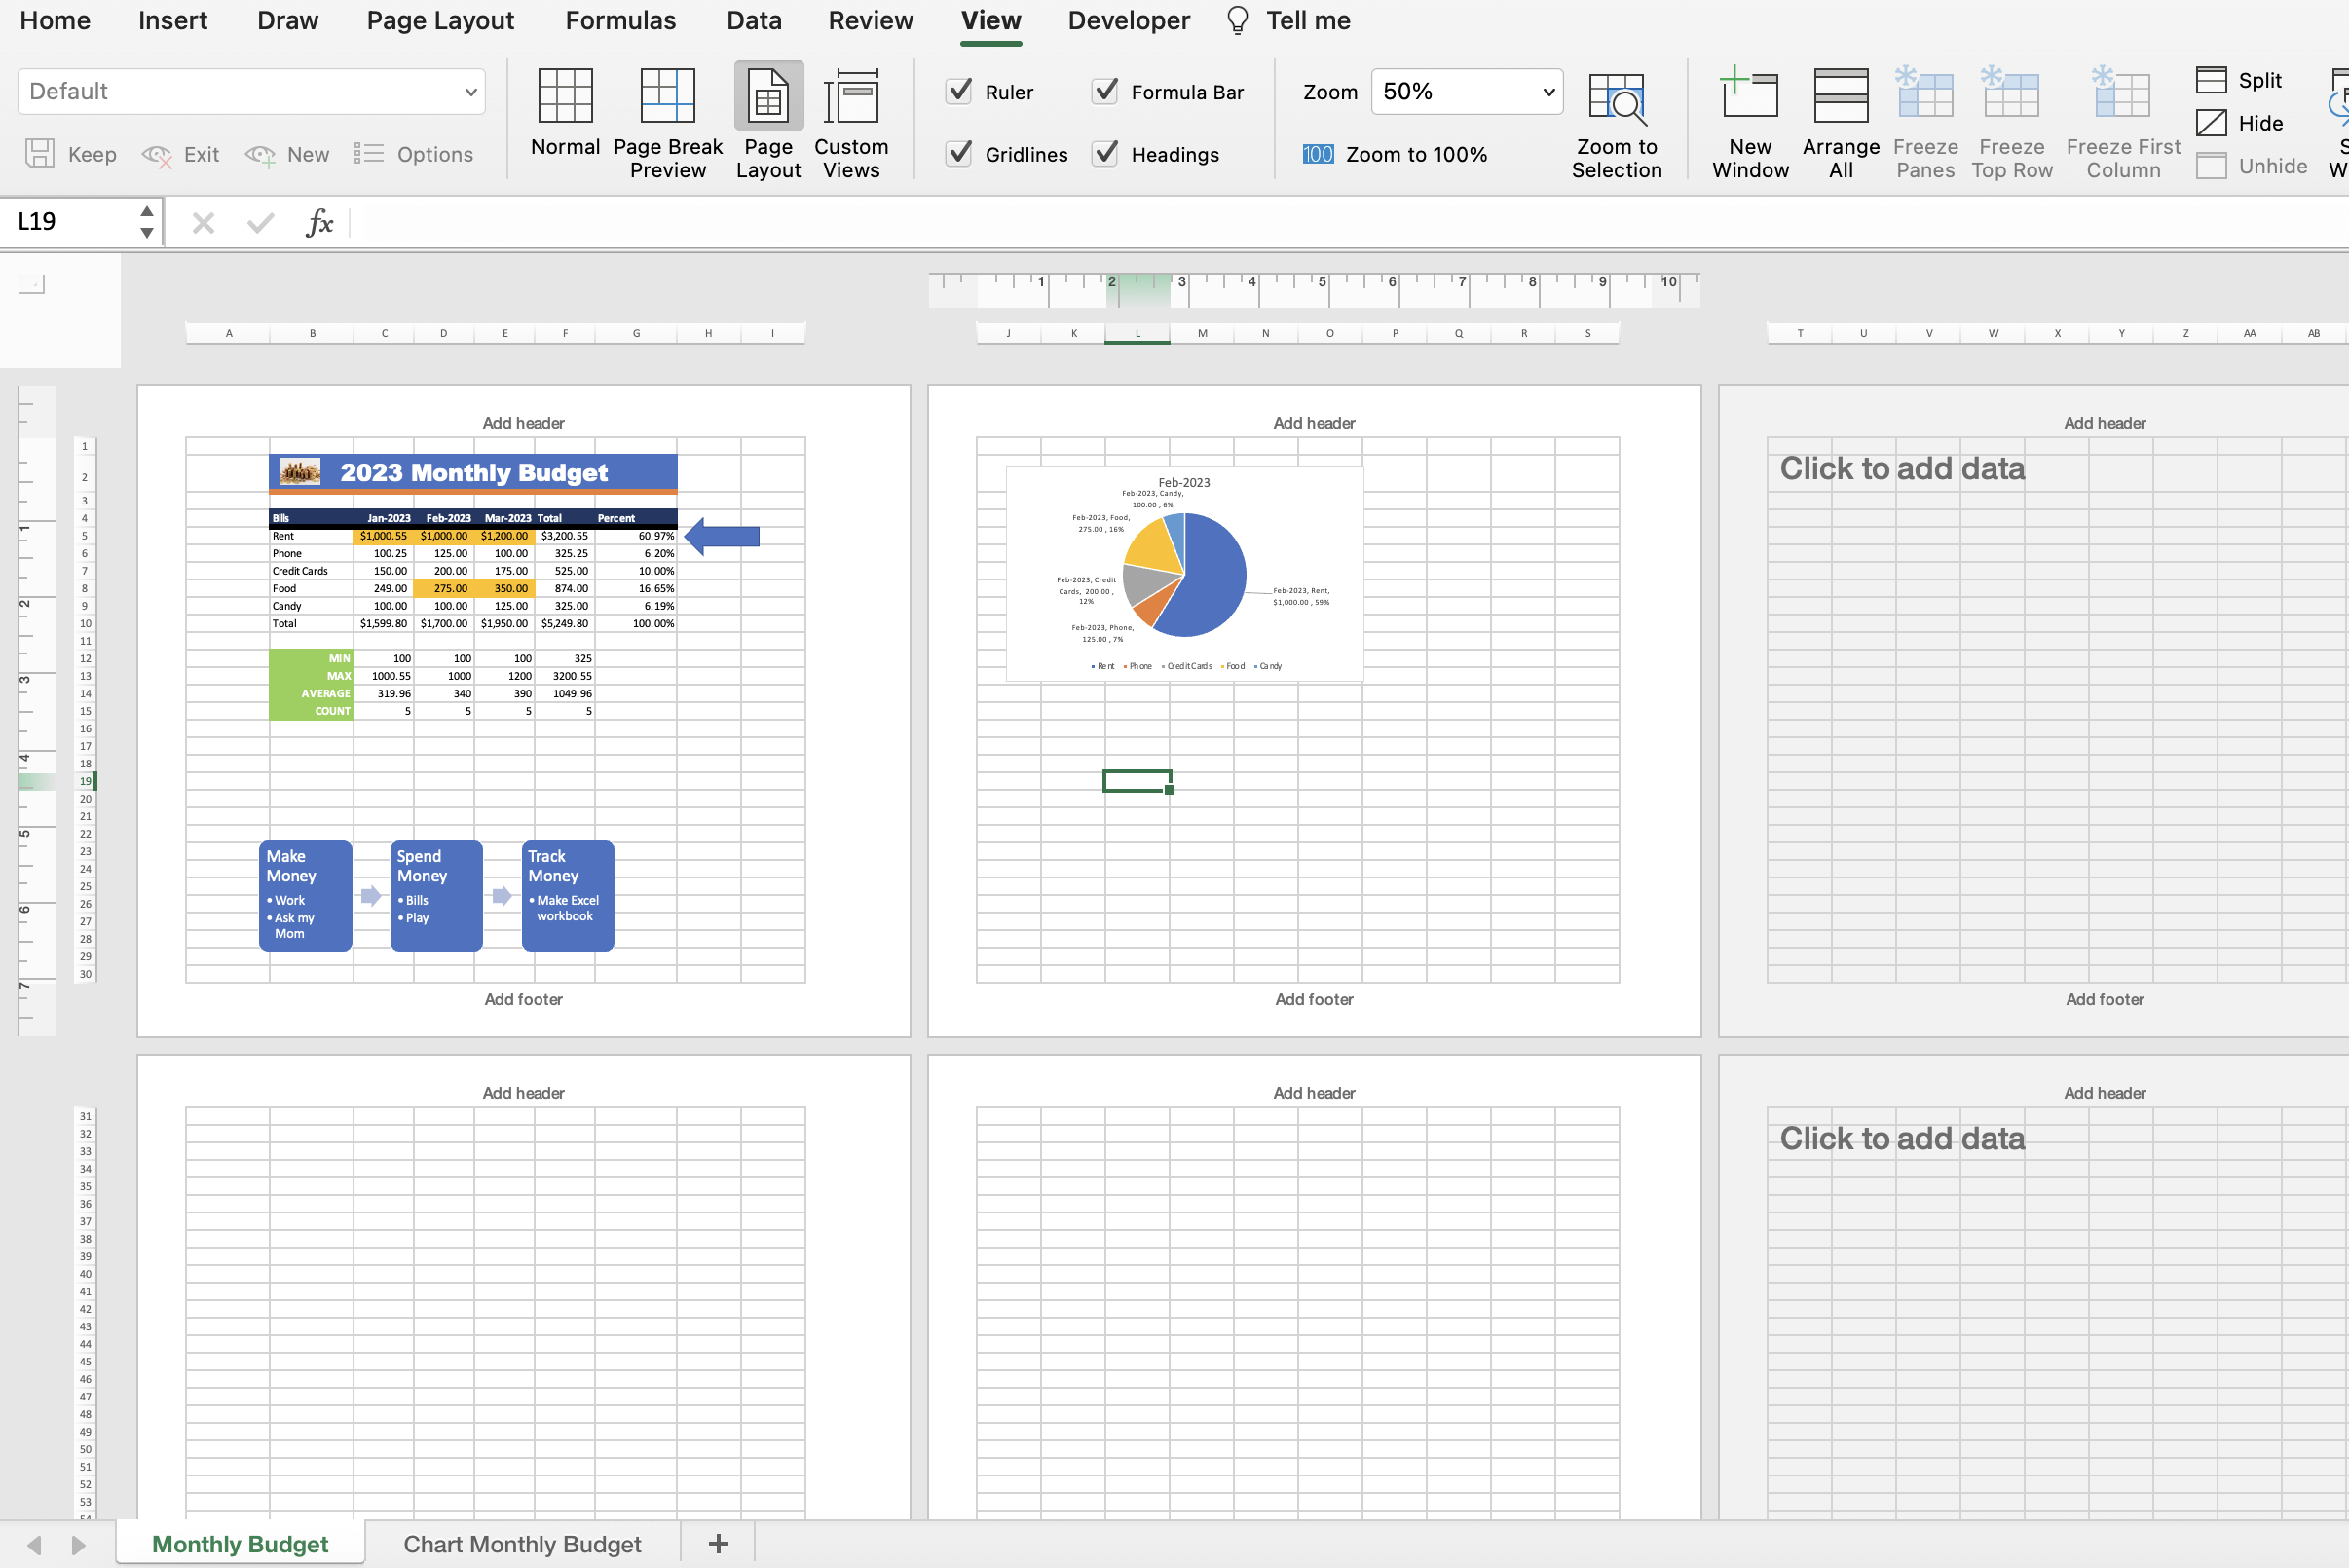 Home Insert Draw Page Layout Formulas Data Review View Developer Tell me
Default
Keep Exit New Options
Normal Page Break Preview Page Layout Custom Views
Ruler Formula Bar
Gridlines Headings
Zoom 50%
100 Zoom to 100%
Zoom to Selection
New Window Arrange All Freeze Panes Freeze Top Row Freeze First Column
Split
Hide
Unhide
L19 fx
1 2 3 4 5 6 7 8 9 10
A B C D E F G H I J K L M N O P Q R S T U V W X Y Z AA AB
Add header Add header Add header
2023 Monthly Budget
Bills Jan-2023 Feb-2023 Mar-2023 Total Percent
Rent $1,000.55 $1,000.00 $1,200.00 $3,200.55 60.97%
Phone 100.25 125.00 100.00 325.25 6.20%
Credit Cards 150.00 200.00 175.00 525.00 10.00%
Food 249.00 275.00 350.00 874.00 16.65%
Candy 100.00 100.00 125.00 325.00 6.19%
Total $1,599.80 $1,700.00 $1,950.00 $5,249.80 100.00%
MIN 100 100 100 325
MAX 1000.55 1000 1200 3200.55
AVERAGE 319.96 340 390 1049.96
COUNT 5 5 5 5
Make Money
• Work
• Ask my Mom
Spend Money
• Bills
• Play
Track Money
• Make Excel workbook
Feb-2023
Feb-2023, Candy, 100.00 , 6%
Feb-2023, Food, 275.00 , 16%
Feb-2023, Credit Cards, 200.00 , 12%
Feb-2023, Rent, $1,000.00 , 59%
Feb-2023, Phone, 125.00 , 7%
Rent Phone Credit Cards Food Candy
Click to add data
Add footer Add footer Add footer
1 2 3 4 5 6 7
1
2
3
4
5
6
7
8
9
10
11
12
13
14
15
16
17
18
19
20
21
22
23
24
25
26
27
28
29
30
Add header Add header Add header
Click to add data
31
32
33
34
35
36
37
38
39
40
41
42
43
44
45
46
47
48
49
50
51
52
53
Monthly Budget Chart Monthly Budget +